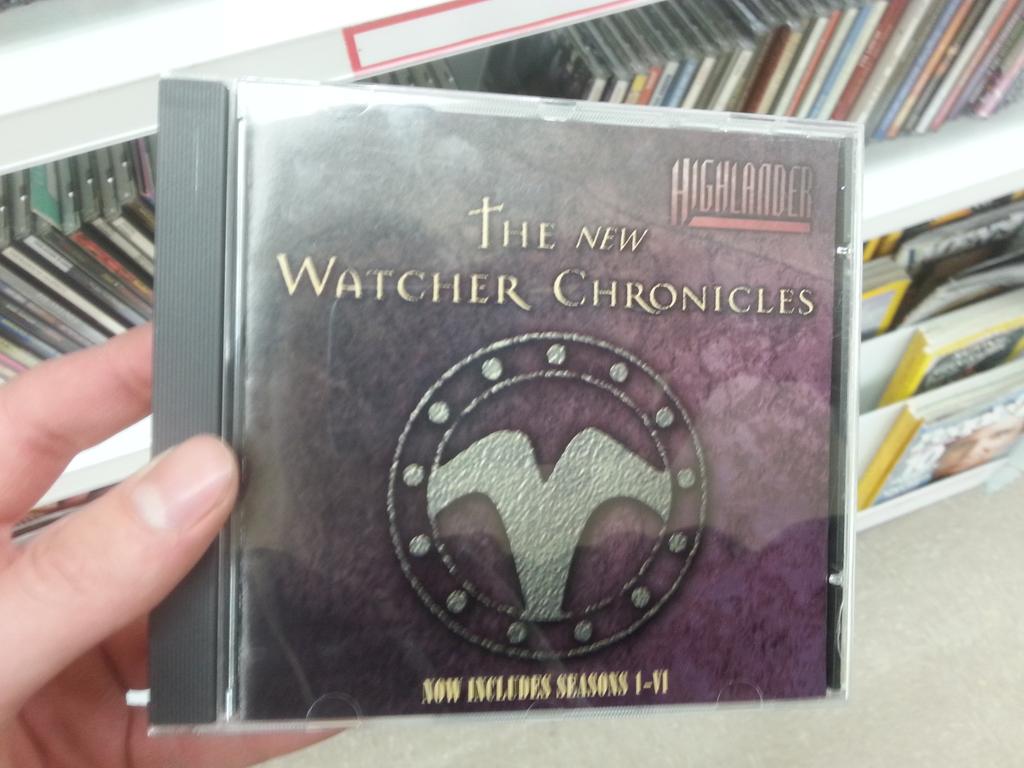 HIGHLANDER
THE NEW
WATCHER CHRONICLES
NOW INCLUDES SEASONS I-VI